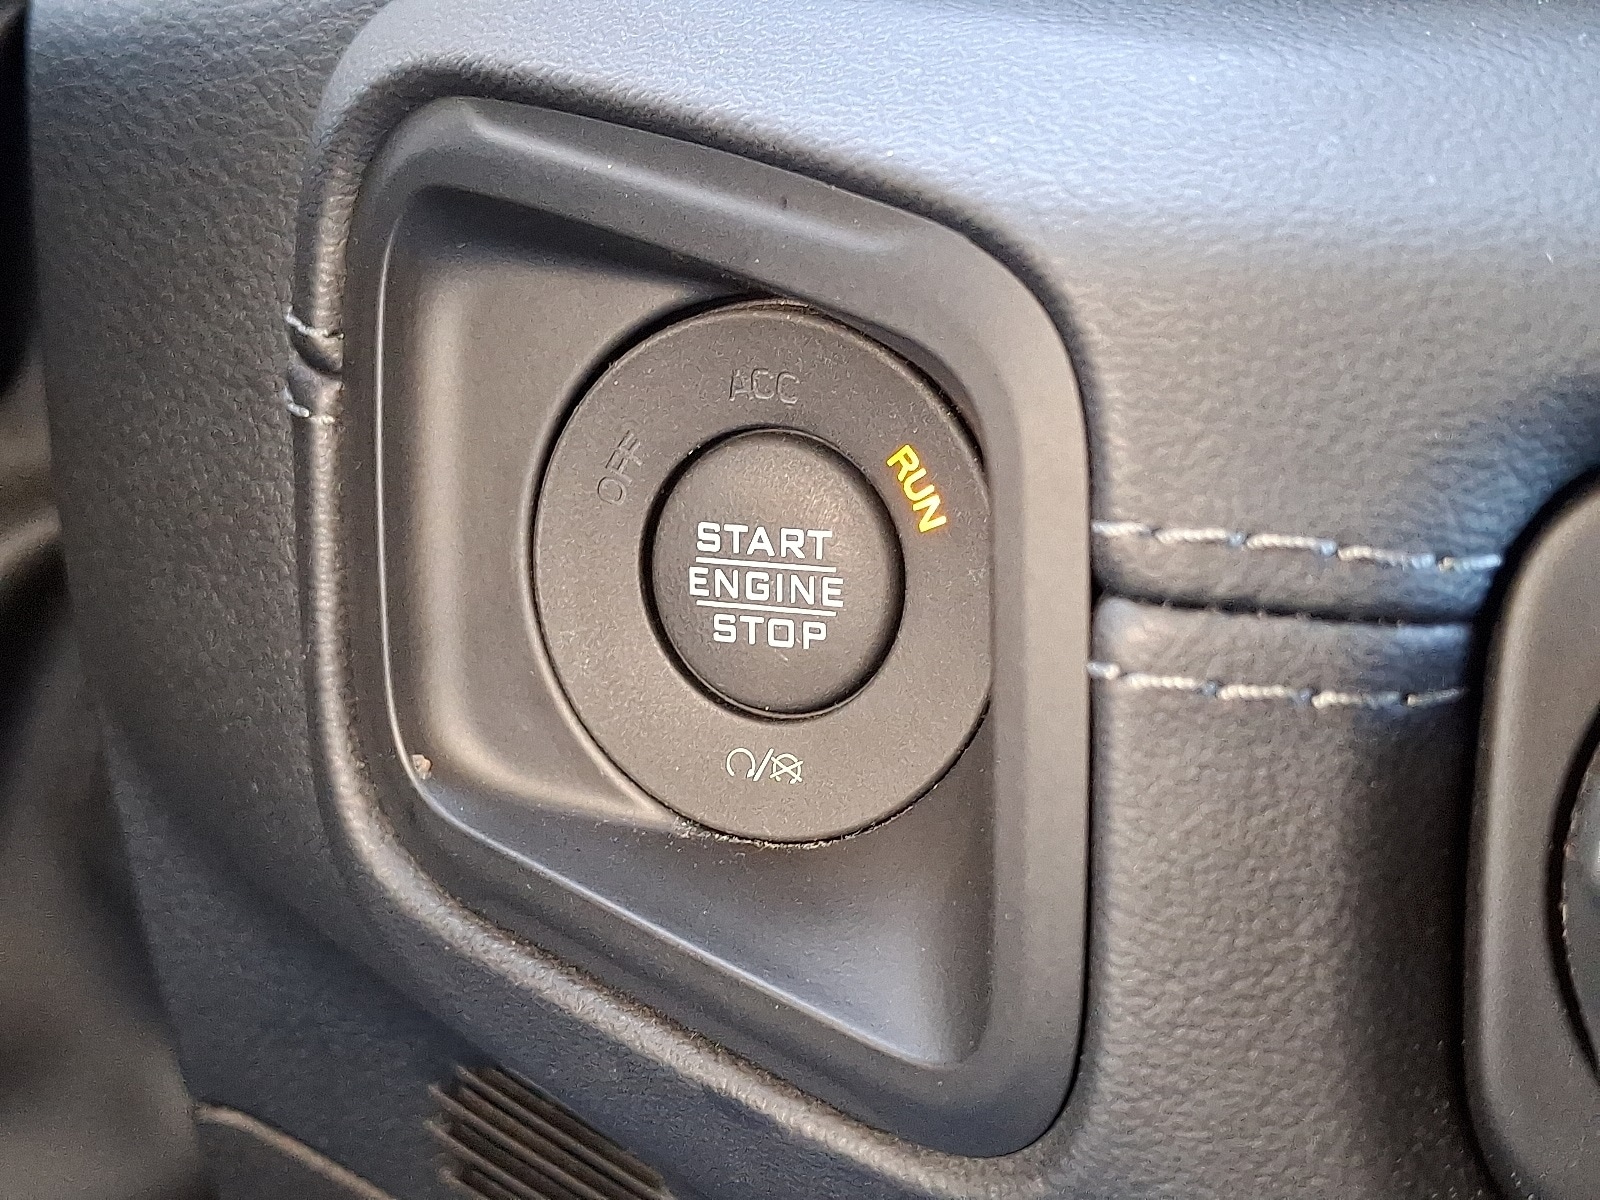 ACC
OFF
RUN
START
ENGINE
STOP